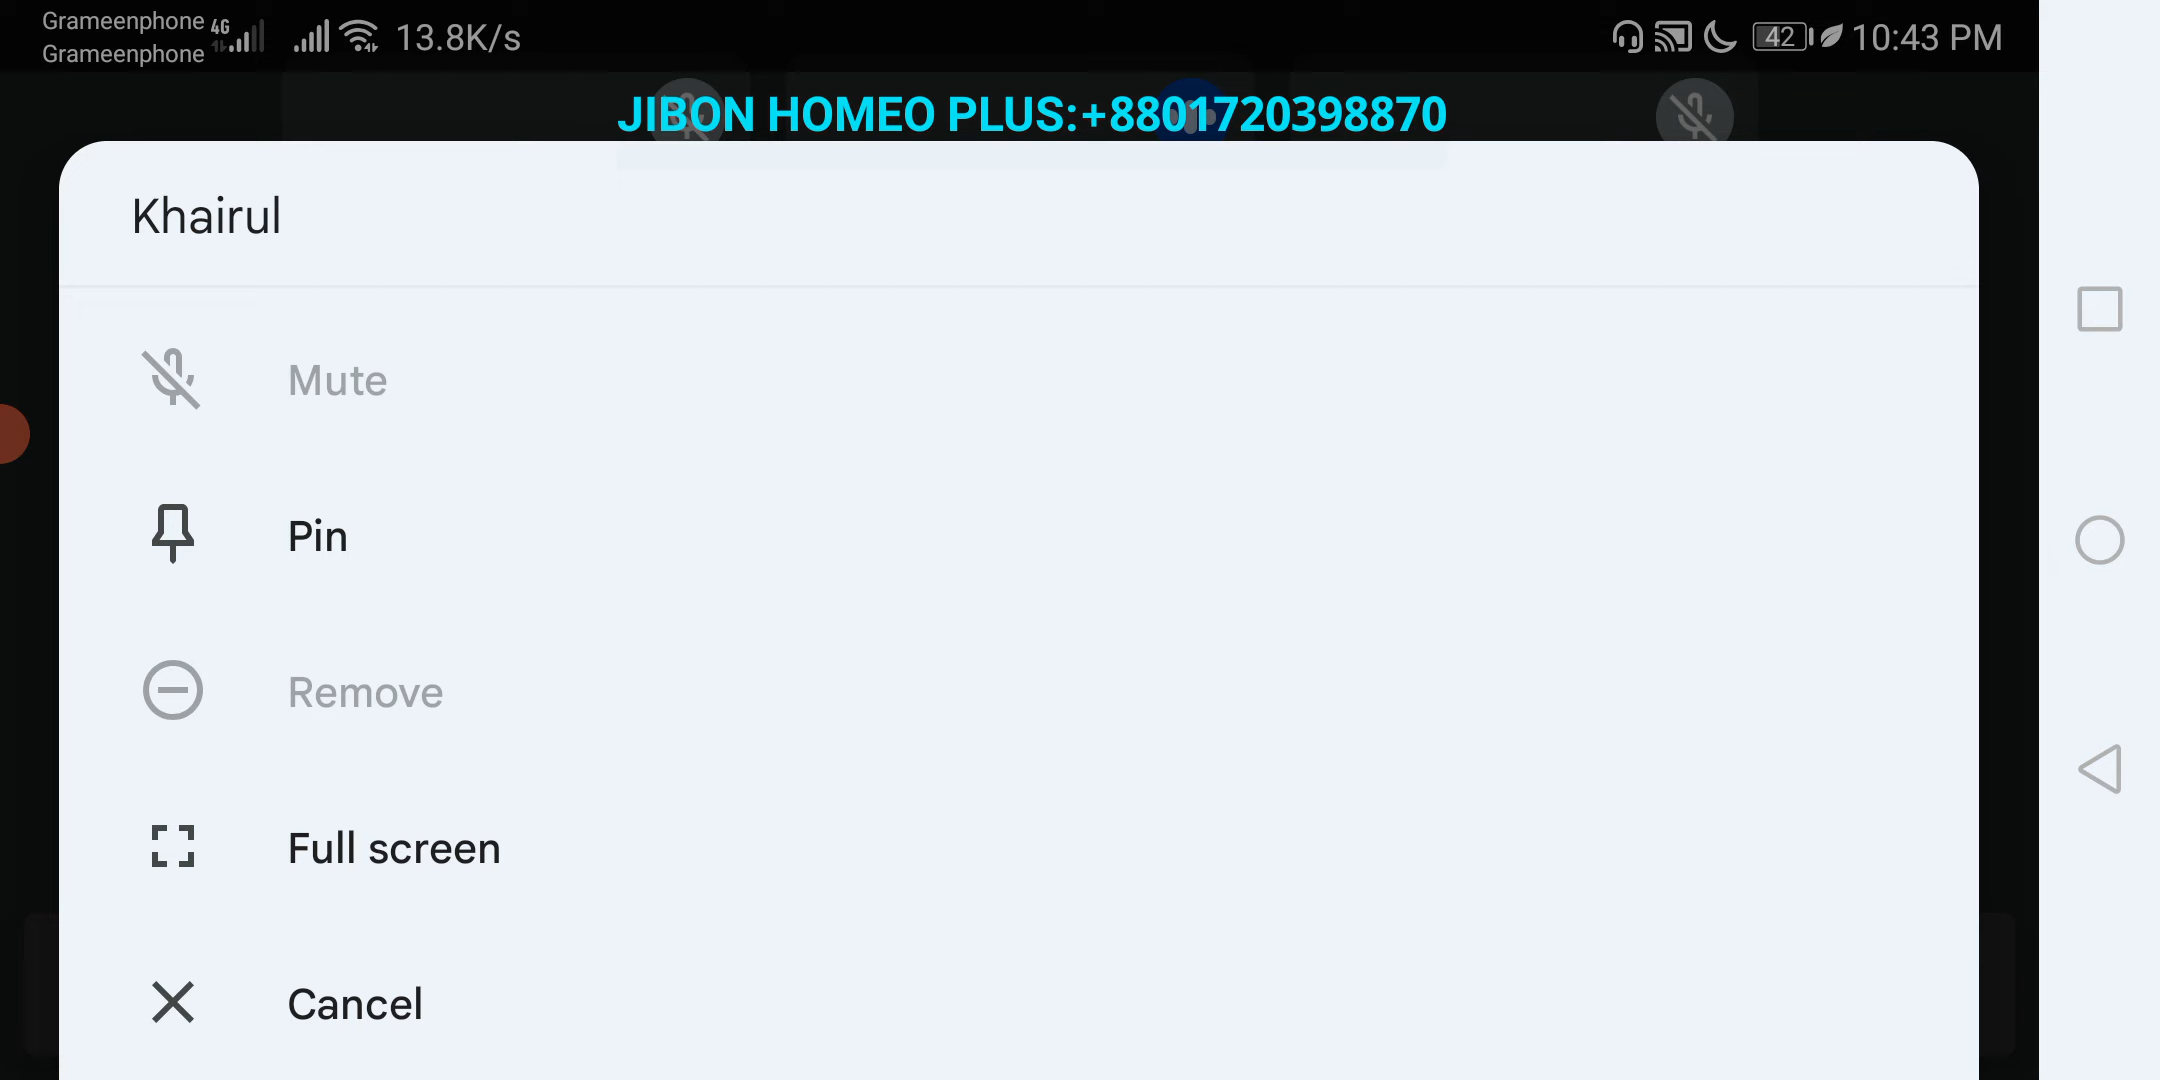 Grameenphone 4G 13.8K/s 42 10:43 PM
Grameenphone
JIBON HOMEO PLUS:+8801720398870
Khairul
Mute
Pin
Remove
Full screen
Cancel